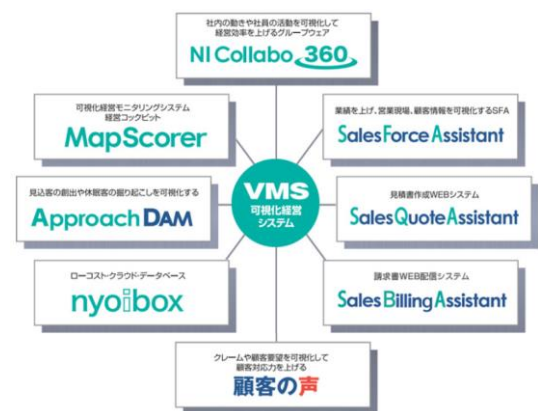 社内の動きや社員の活動を可視化して
経営効率を上げるグループウェア
NI Collabo 360
可視化経営モニタリングシステム
経営コックピット
MapScorer
業績を上げ、営業現場、顧客情報を可視化するSFA
SalesForce Assistant
見込客の創出や休眠客の掘り起こしを可視化する
Approach DAM
VMS
可視化経営
システム
見積書作成WEBシステム
SalesQuoteAssistant
ローコスト・クラウド・データベース
nyoibox
請求書WEB配信システム
Sales Billing Assistant
クレームや顧客要望を可視化して
顧客対応力を上げる
顧客の声